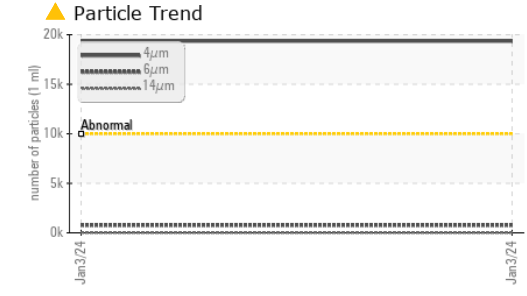 Particle Trend
number of particles (1 ml)
20k
15k
10k
5k
0k
4µm
6µm
14µm
Abnormal
Jan3/24
Jan3/24